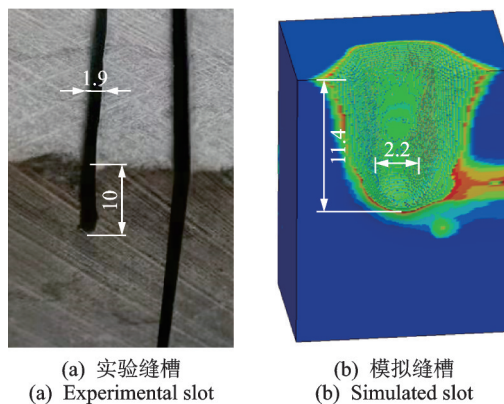 1.9
10
11.4
2.2
(a) 实验缝槽
(a) Experimental slot
(b) 模拟缝槽
(b) Simulated slot